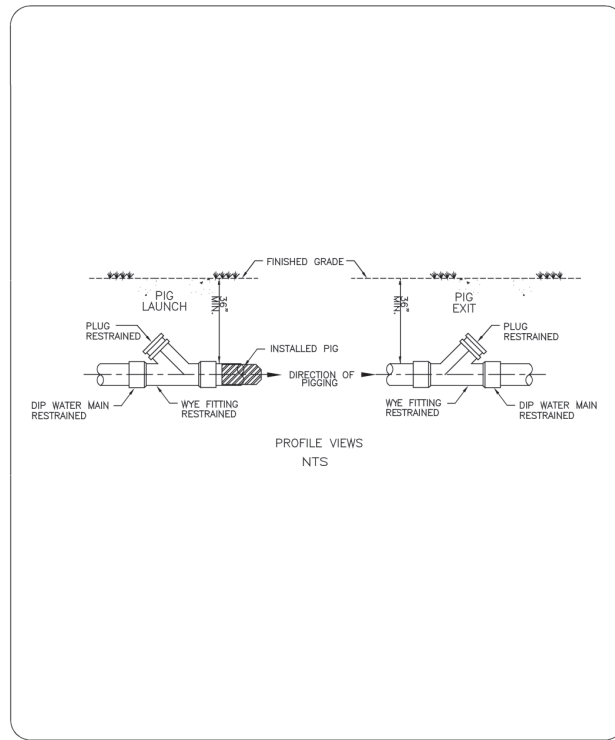 FINISHED GRADE
PIG
LAUNCH
36"
MIN.
PLUG
RESTRAINED
INSTALLED PIG
DIRECTION OF
PIGGING
DIP WATER MAIN
RESTRAINED
WYE FITTING
RESTRAINED
36"
MIN.
PIG
EXIT
PLUG
RESTRAINED
WYE FITTING
RESTRAINED
DIP WATER MAIN
RESTRAINED
PROFILE VIEWS
NTS